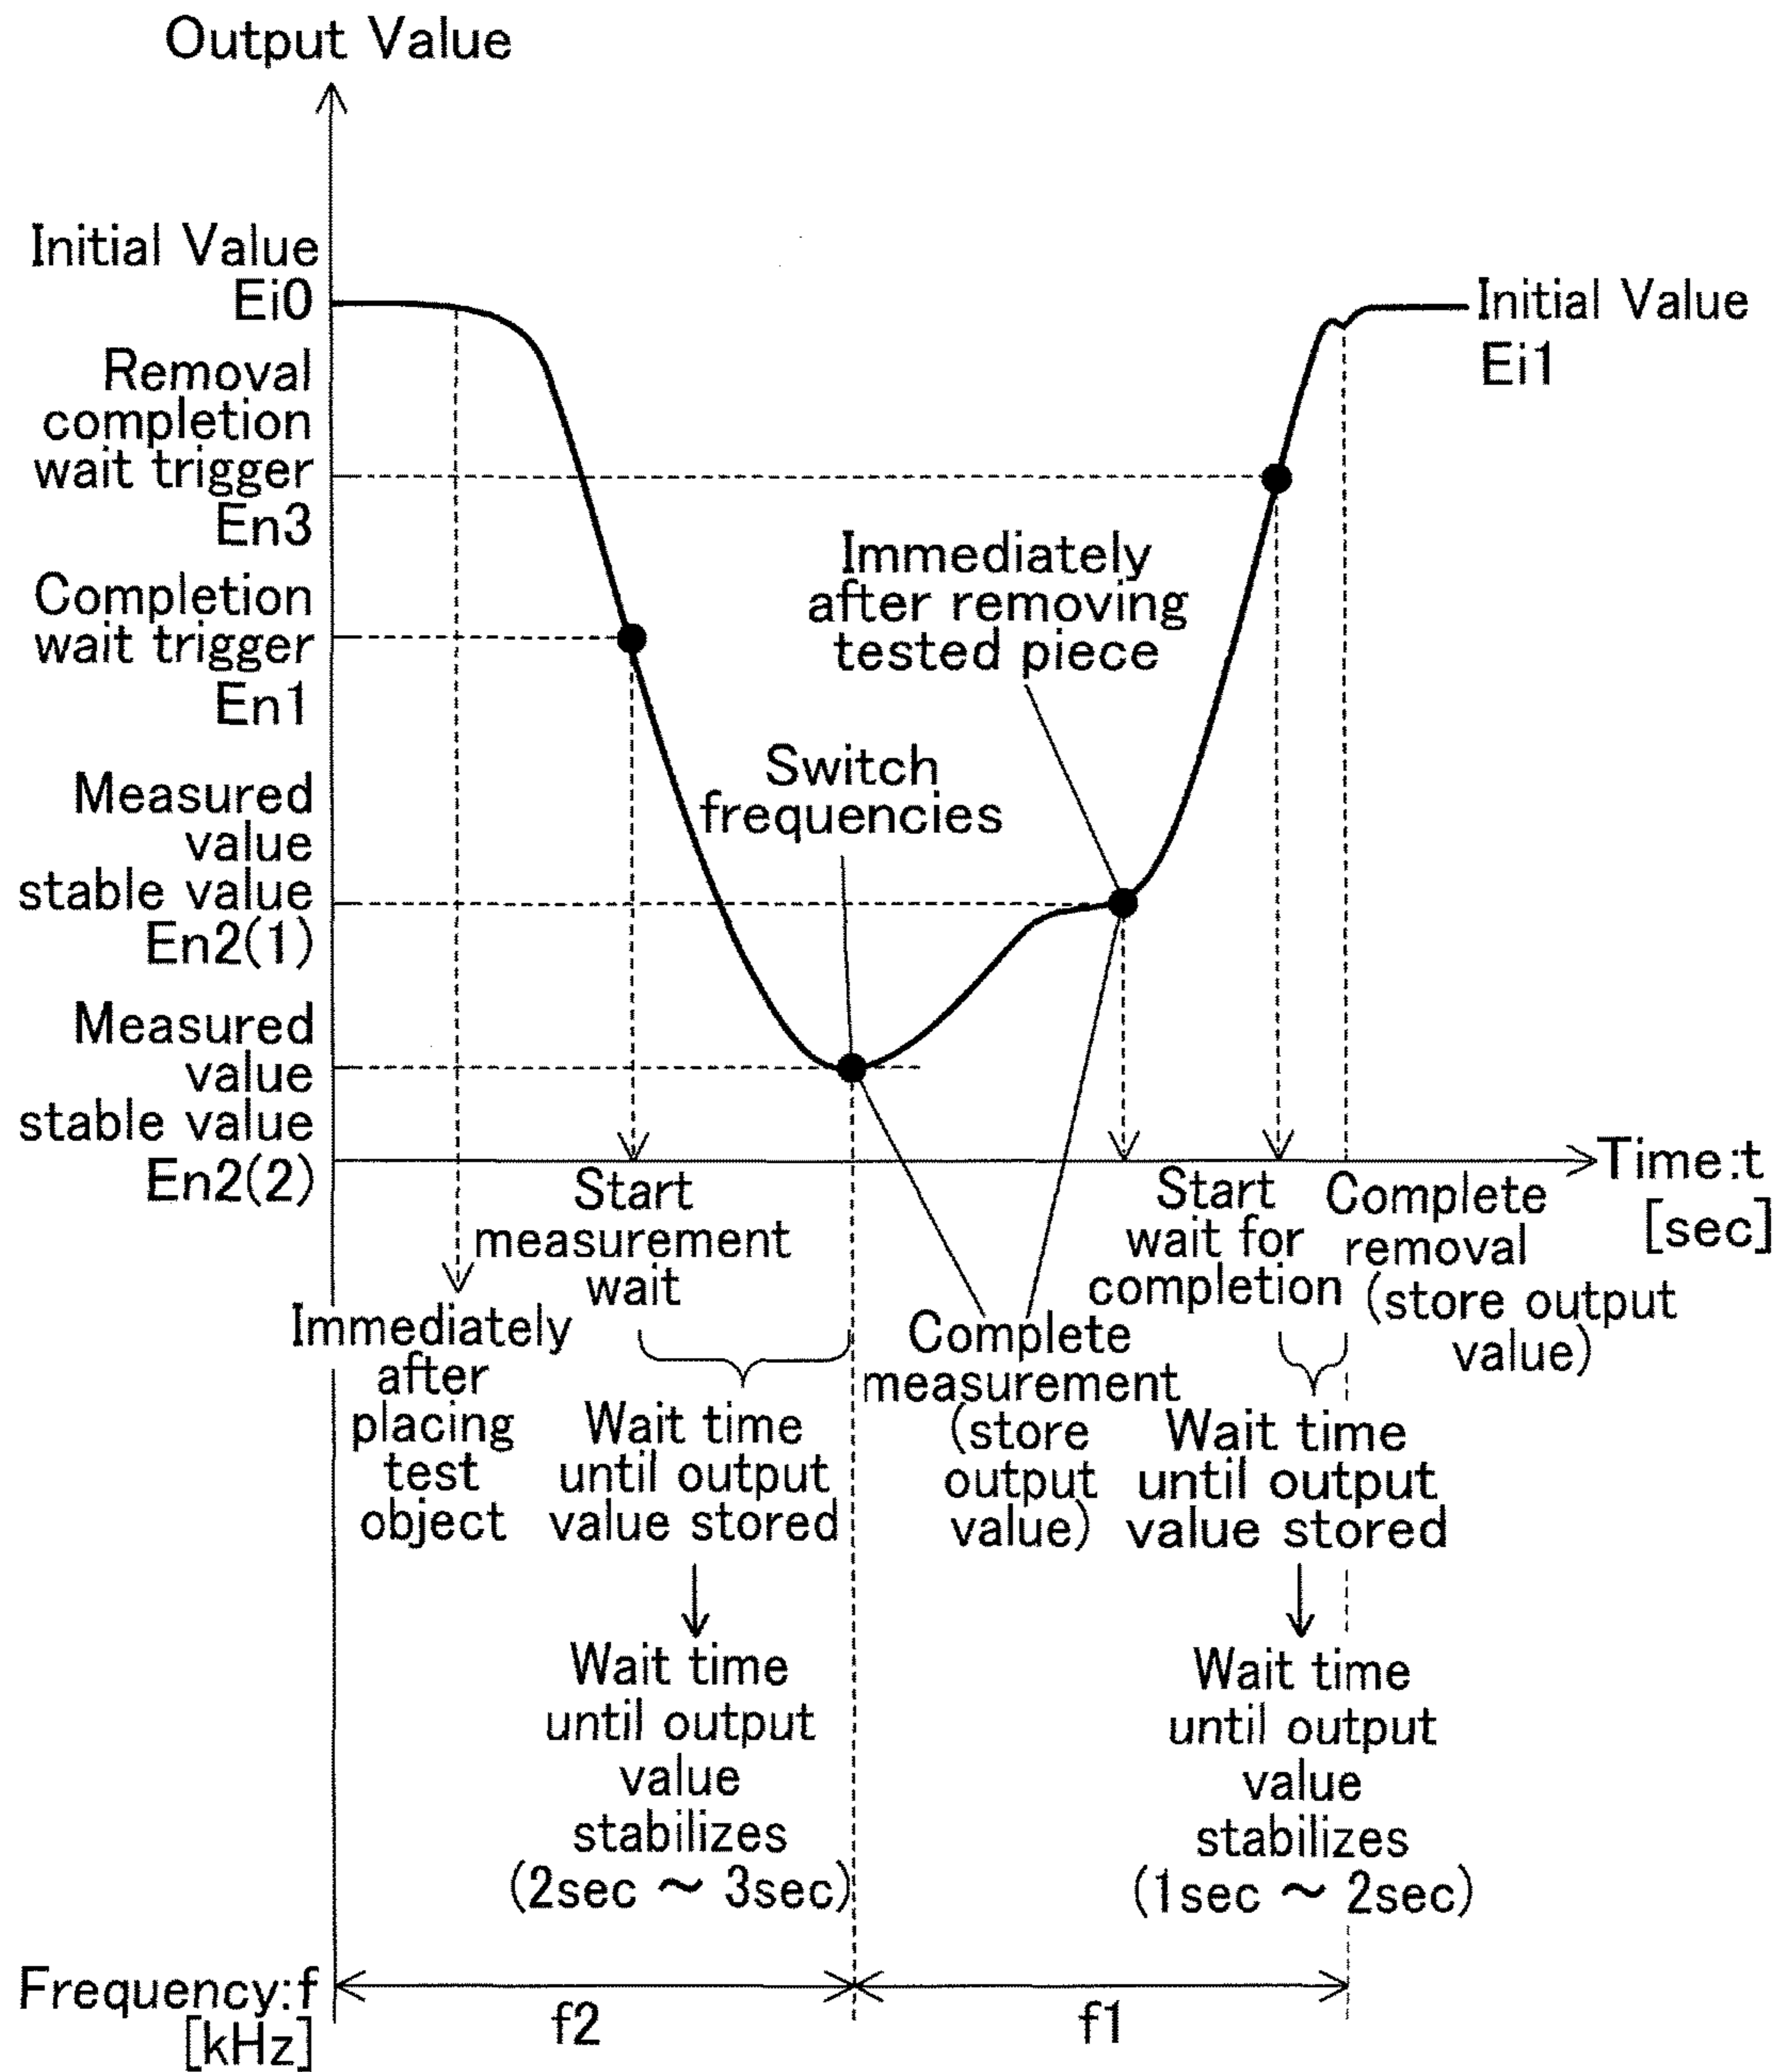 Output Value
Initial Value
Ei0
Removal
completion
wait trigger
En3
Completion
wait trigger
En1
Measured
value
stable value
En2(1)
Measured
value
stable value
En2(2)
Initial Value
Ei1
Immediately
after removing
tested piece
Switch
frequencies
Time:t
[sec]
Start
measurement
wait
Start
wait for
completion
Complete
removal
(store output
value)
Immediately
after
placing
test
object
Wait time
until output
value stored
Complete
measurement
(store
output
value)
Wait time
until output
value stored
Wait time
until output
value
stabilizes
(2sec ～ 3sec)
Wait time
until output
value
stabilizes
(1sec ～ 2sec)
Frequency:f
[kHz]
f2
f1